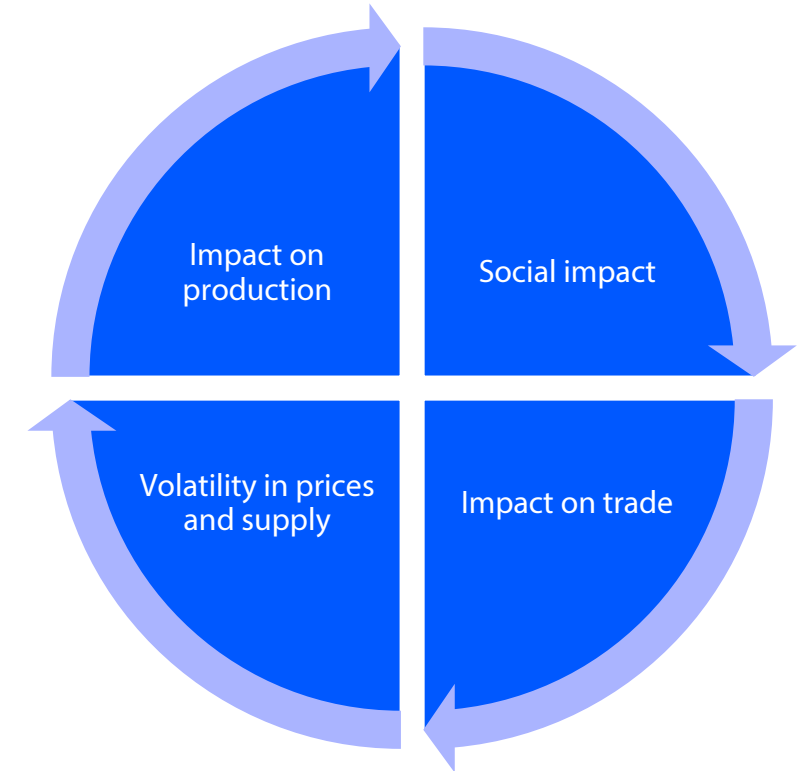 Impact on
production
Social impact
Volatility in prices
and supply
Impact on trade